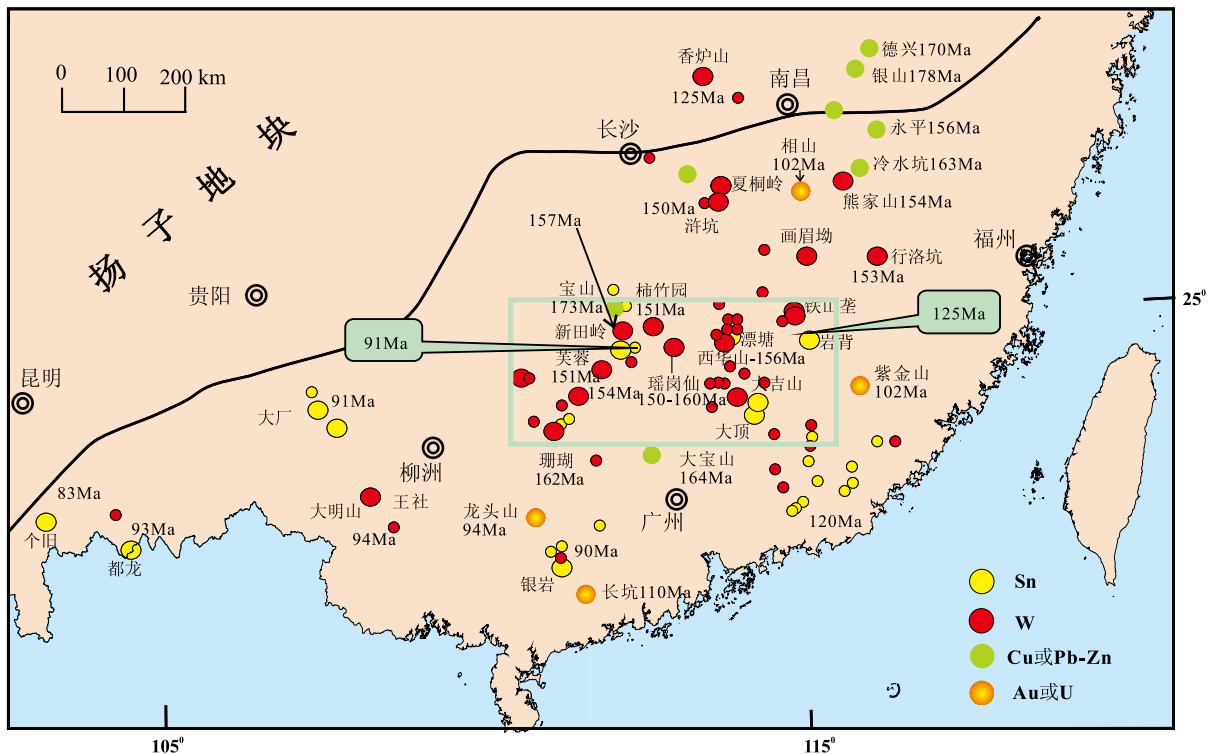 0 100 200 km
扬子地块
香炉山
125Ma
南昌
德兴170Ma
银山178Ma
永平156Ma
长沙
相山
102Ma
冷水坑163Ma
夏桐岭
150Ma
浒坑
熊家山154Ma
157Ma
画眉坳
行洛坑
153Ma
福州
贵阳
宝山
173Ma
柿竹园
151Ma
铁山垄
25⁰
125Ma
91Ma
新田岭
漂塘
岩背
西华山-156Ma
芙蓉
151Ma
154Ma
瑶岗仙
150-160Ma
大吉山
紫金山
102Ma
昆明
大厂
91Ma
大顶
柳洲
珊瑚
162Ma
大宝山
164Ma
83Ma
个旧
93Ma
都龙
大明山
王社
94Ma
龙头山
94Ma
广州
120Ma
90Ma
银岩
长坑110Ma
Sn
W
Cu或Pb-Zn
Au或U
105⁰
115⁰